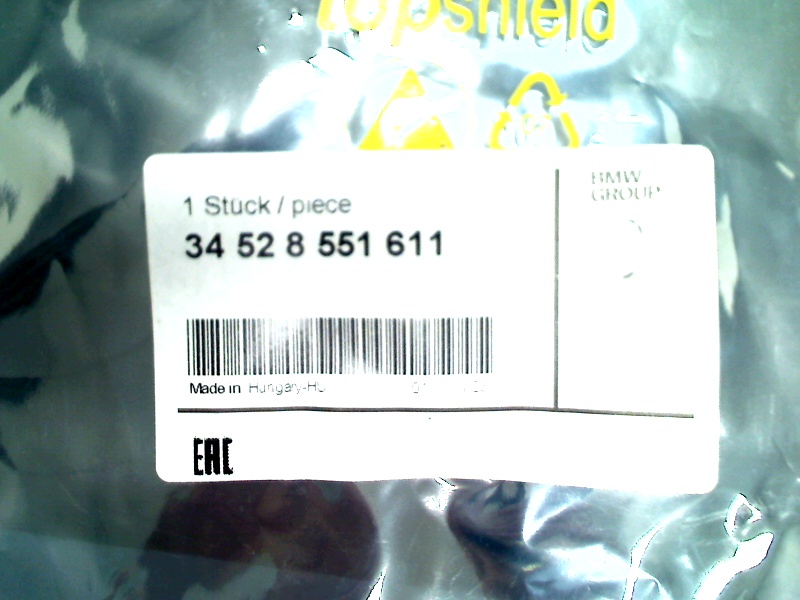 topshield
1 Stück / piece
34 52 8 551 611
BMW
GROUP
Made in Hungary-HU
EAC